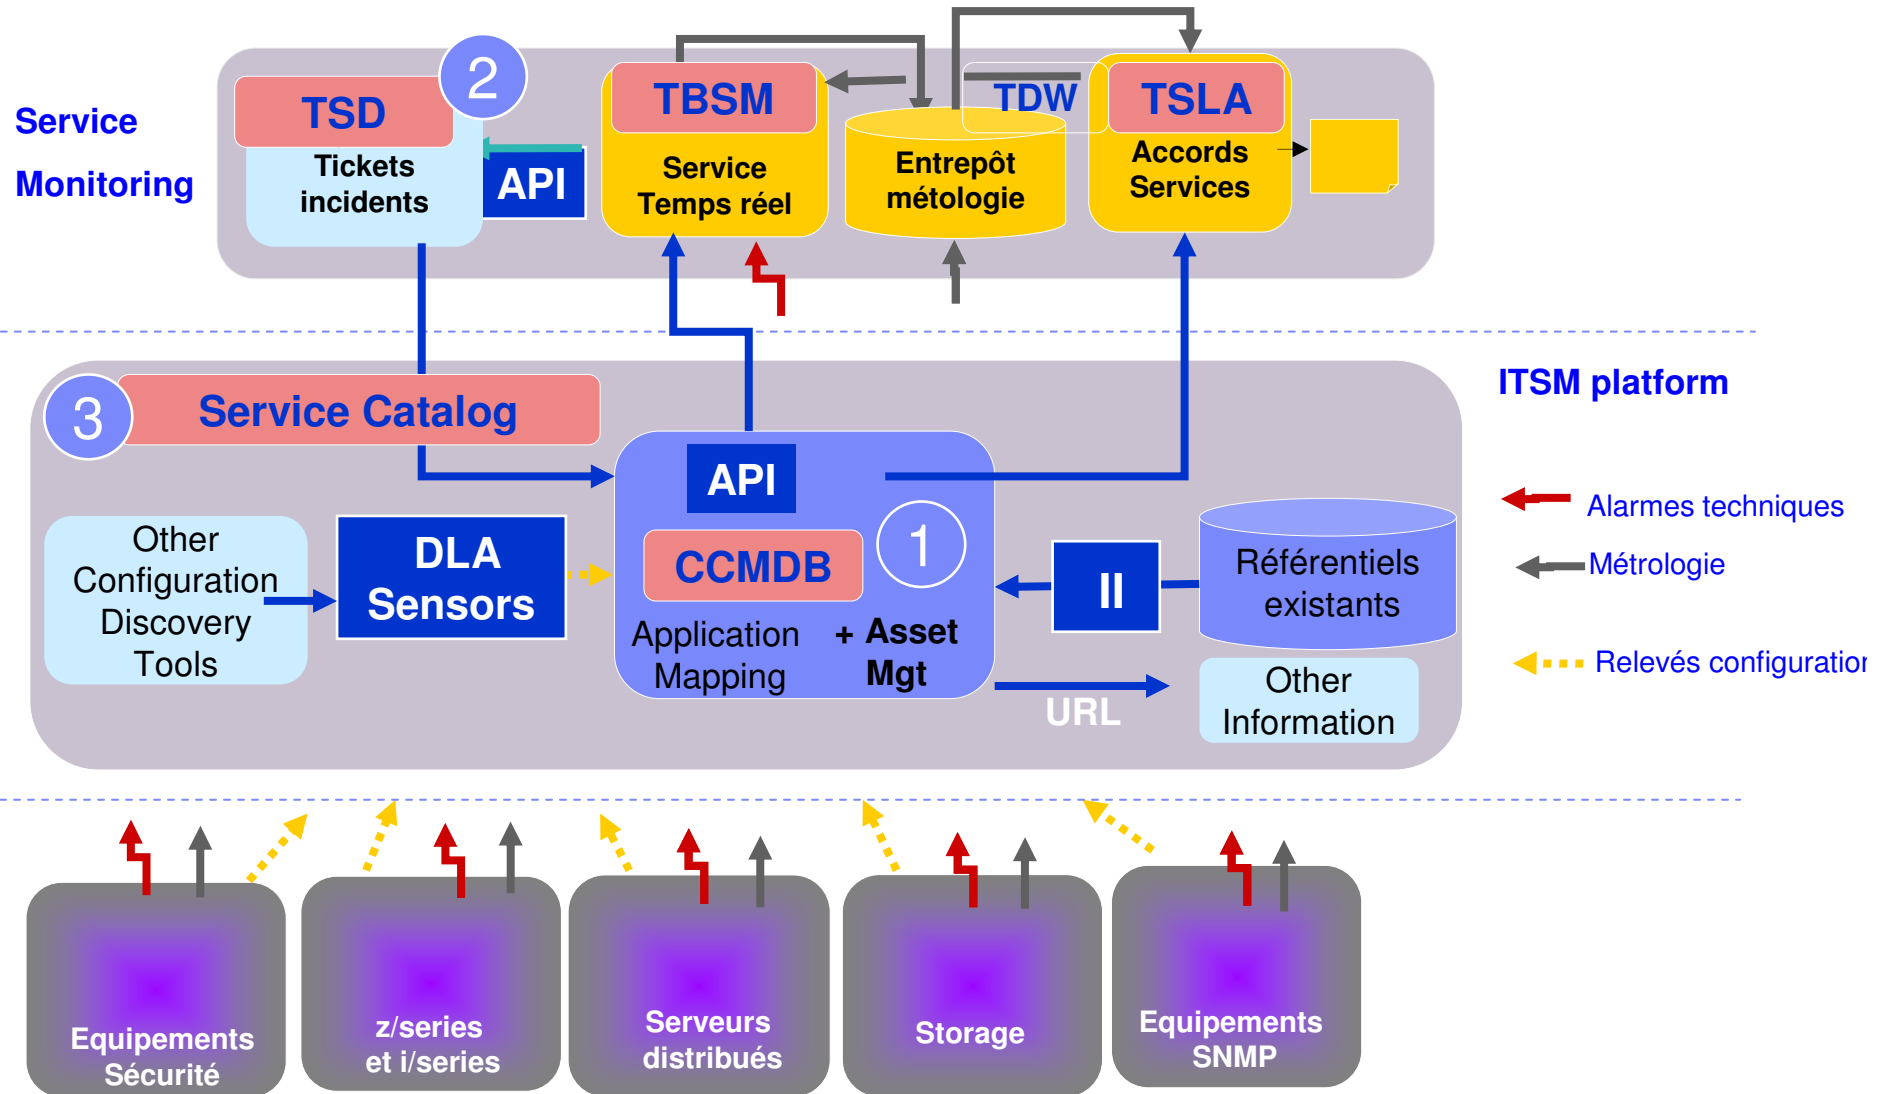 Service
Monitoring
TSD
2
Tickets
incidents
API
TBSM
Service
Temps réel
TDW
Entrepôt
métologie
TSLA
Accords
Services
ITSM platform
3
Service Catalog
API
1
CCMDB
Application
Mapping
+ Asset
Mgt
Other
Configuration
Discovery
Tools
DLA
Sensors
II
Référentiels
existants
URL
Other
Information
Alarmes techniques
Métrologie
Relevés configuration
Equipements
Sécurité
z/series
et i/series
Serveurs
distribués
Storage
Equipements
SNMP